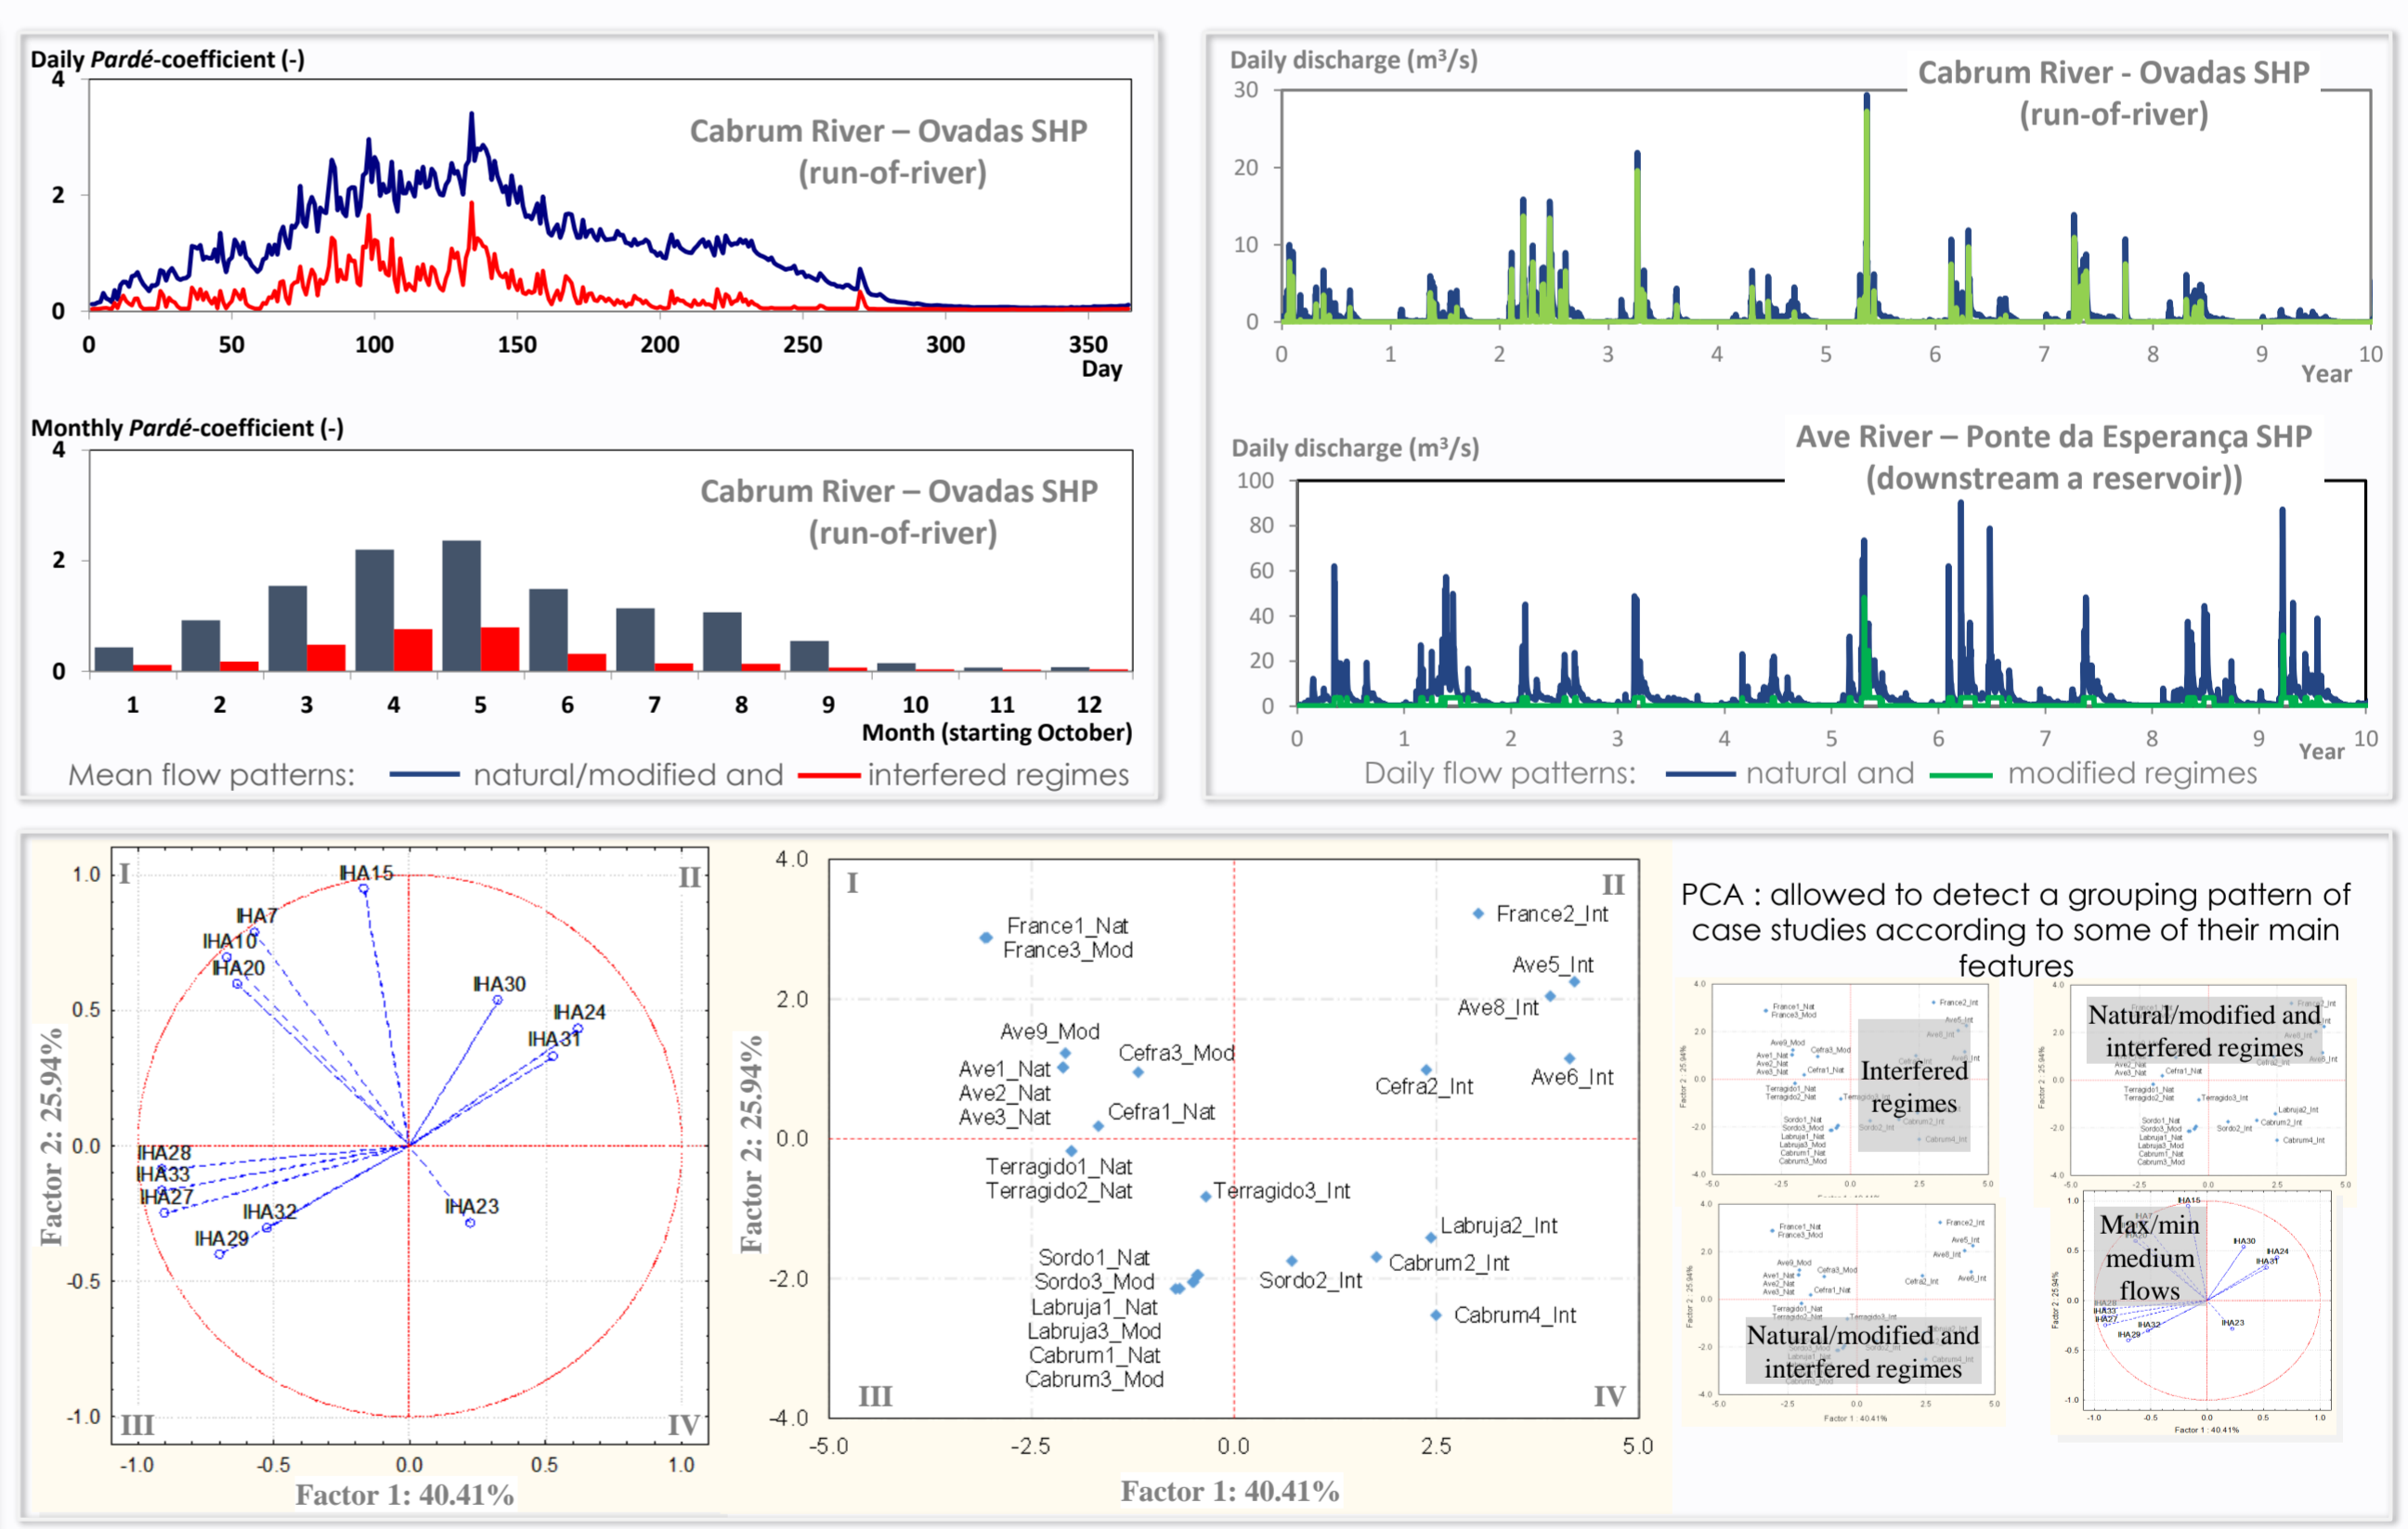 Daily Pardé-coefficient (-)
4
2
0
Cabrum River – Ovadas SHP
(run-of-river)
0 50 100 150 200 250 300 350
Day
Monthly Pardé-coefficient (-)
4
2
0
Cabrum River – Ovadas SHP
(run-of-river)
1 2 3 4 5 6 7 8 9 10 11 12
Month (starting October)
Mean flow patterns: natural/modified and interfered regimes
Daily discharge (m³/s)
Cabrum River - Ovadas SHP
(run-of-river)
30
20
10
0
0 1 2 3 4 5 6 7 8 9 10
Year
Daily discharge (m³/s)
Ave River – Ponte da Esperança SHP
(downstream a reservoir))
100
80
60
40
20
0
0 1 2 3 4 5 6 7 8 9 10
Year
Daily flow patterns: natural and modified regimes
I
II
III
IV
1.0
0.5
0.0
-0.5
-1.0
IHA15
IHA7
IHA10
IHA20
IHA30
IHA24
IHA31
IHA28
IHA33
IHA27
IHA32
IHA29
IHA23
-1.0 -0.5 0.0 0.5 1.0
Factor 1: 40.41%
Factor 2: 25.94%
4.0
2.0
0.0
-2.0
-4.0
I
II
III
IV
France1_Nat
France3_Mod
France2_Int
Ave5_Int
Ave8_Int
Ave9_Mod
Cefra3_Mod
Ave1_Nat
Ave2_Nat
Ave3_Nat
Cefra1_Nat
Cefra2_Int
Ave6_Int
Terragido1_Nat
Terragido2_Nat
Terragido3_Int
Labruja2_Int
Sordo1_Nat
Sordo3_Mod
Labruja1_Nat
Labruja3_Mod
Cabrum1_Nat
Cabrum3_Mod
Sordo2_Int
Cabrum2_Int
Cabrum4_Int
-5.0 -2.5 0.0 2.5 5.0
Factor 1: 40.41%
Factor 2: 25.94%
PCA : allowed to detect a grouping pattern of
case studies according to some of their main
features
Interfered
regimes
Natural/modified and
interfered regimes
Natural/modified and
interfered regimes
Max/min
medium
flows